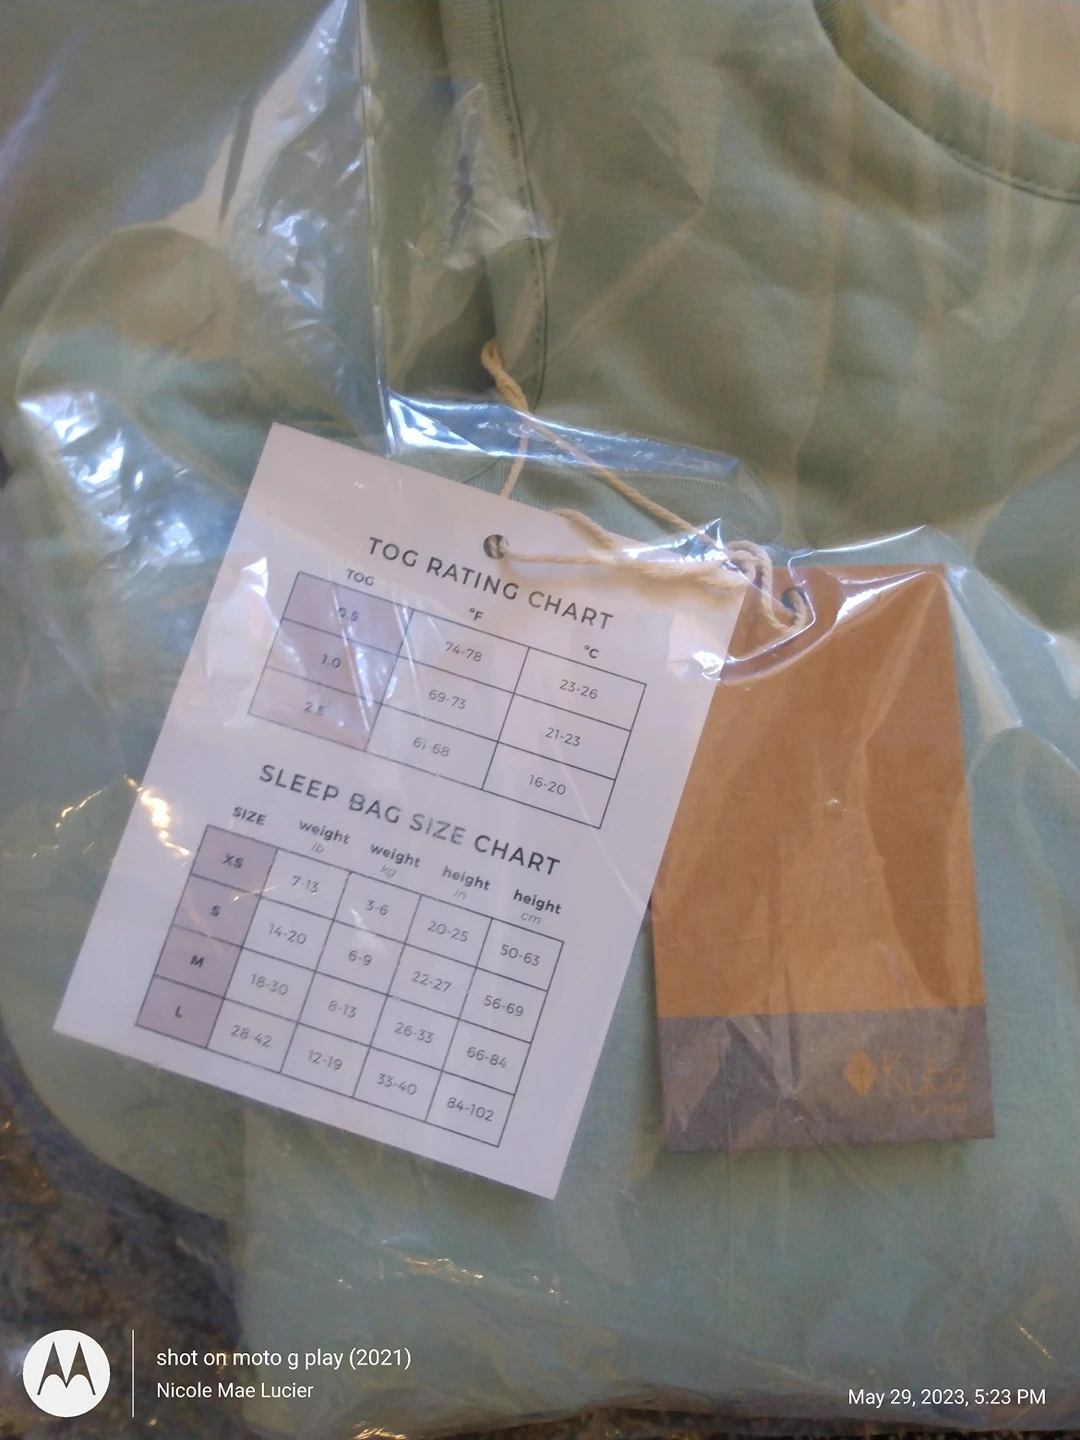 TOG RATING CHART
TOG °F °C
0.5 74-78 23-26
1.0 69-73 21-23
2.5 61-68 16-20
SLEEP BAG SIZE CHART
SIZE weight lb weight kg height in height cm
XS 7-13 3-6 20-25 50-63
S 14-20 6-9 22-27 56-69
M 18-30 8-13 26-33 66-84
L 28-42 12-19 33-40 84-102
Kyte
shot on moto g play (2021)
Nicole Mae Lucier
May 29, 2023, 5:23 PM